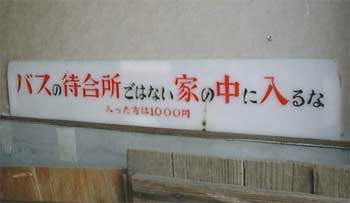 バスの待合所ではない家の中に入るな
入った方は1000円